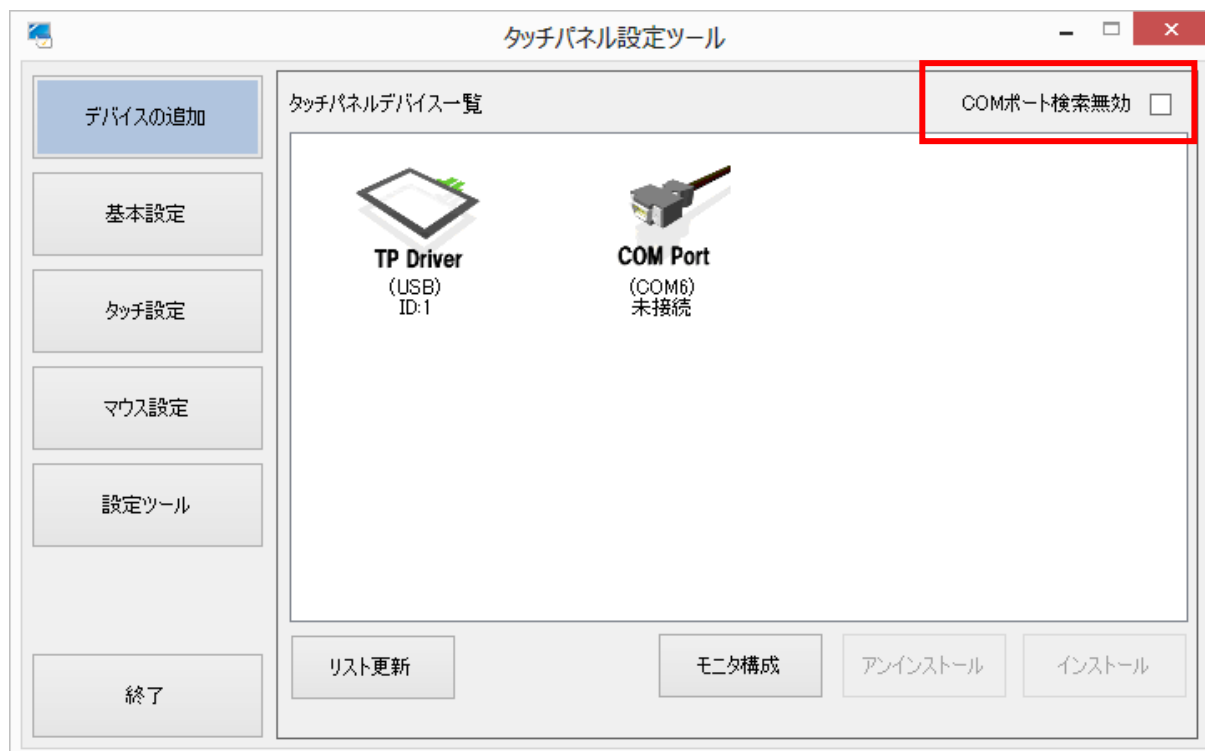 タッチパネル設定ツール
デバイスの追加
基本設定
タッチ設定
マウス設定
設定ツール
終了
タッチパネルデバイス一覧
COMポート検索無効
TP Driver
(USB)
ID:1
COM Port
(COM6)
未接続
リスト更新
モニタ構成
アンインストール
インストール